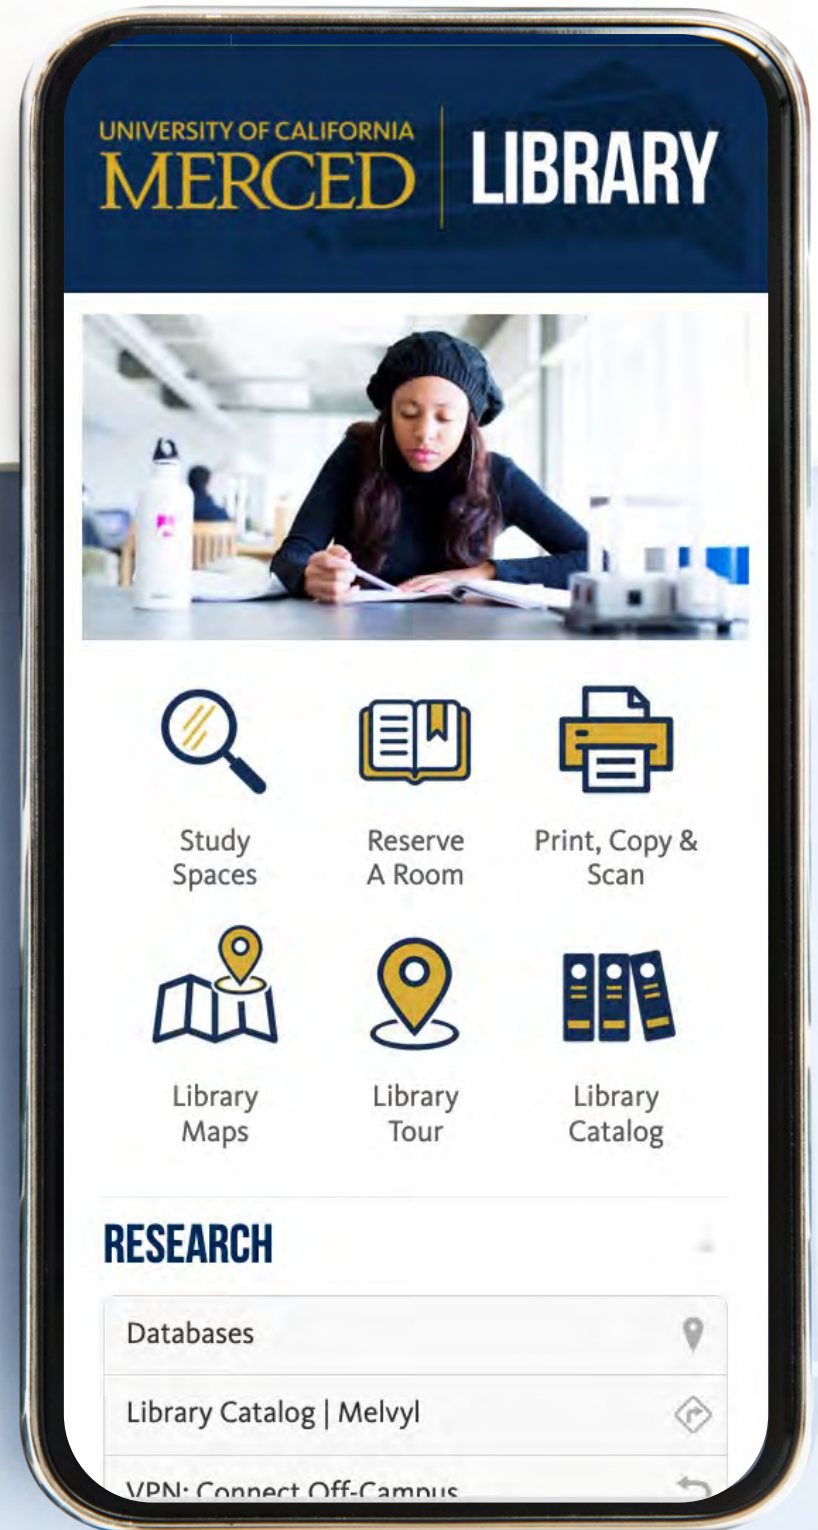 UNIVERSITY OF CALIFORNIA
MERCED
LIBRARY
Study
Spaces
Reserve
A Room
Print, Copy &
Scan
Library
Maps
Library
Tour
Library
Catalog
RESEARCH
Databases
Library Catalog | Melvyl
VPN: Connect Off-Campus